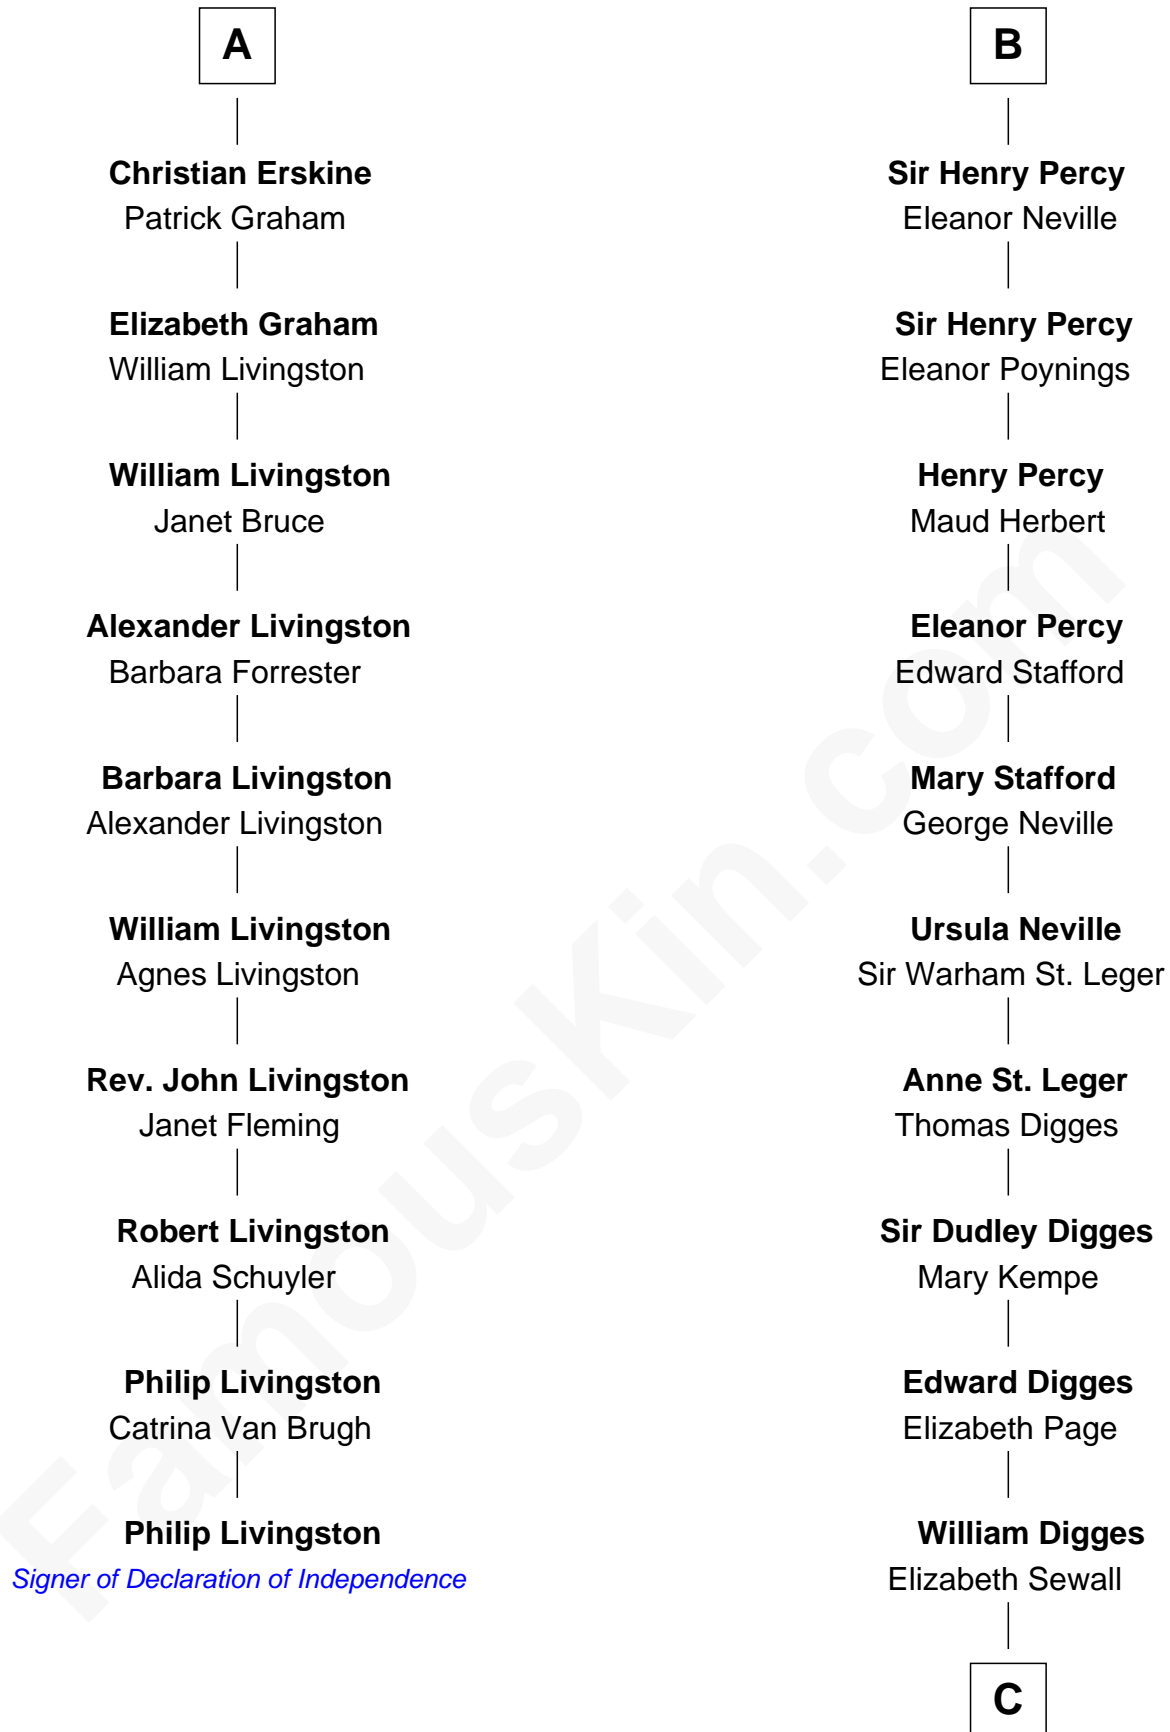 A
Christian Erskine
Patrick Graham
Elizabeth Graham
William Livingston
William Livingston
Janet Bruce
Alexander Livingston
Barbara Forrester
Barbara Livingston
Alexander Livingston
William Livingston
Agnes Livingston
Rev. John Livingston
Janet Fleming
Robert Livingston
Alida Schuyler
Philip Livingston
Catrina Van Brugh
Philip Livingston
Signer of Declaration of Independence
B
Sir Henry Percy
Eleanor Neville
Sir Henry Percy
Eleanor Poynings
Henry Percy
Maud Herbert
Eleanor Percy
Edward Stafford
Mary Stafford
George Neville
Ursula Neville
Sir Warham St. Leger
Anne St. Leger
Thomas Digges
Sir Dudley Digges
Mary Kempe
Edward Digges
Elizabeth Page
William Digges
Elizabeth Sewall
C
FamousKin.com